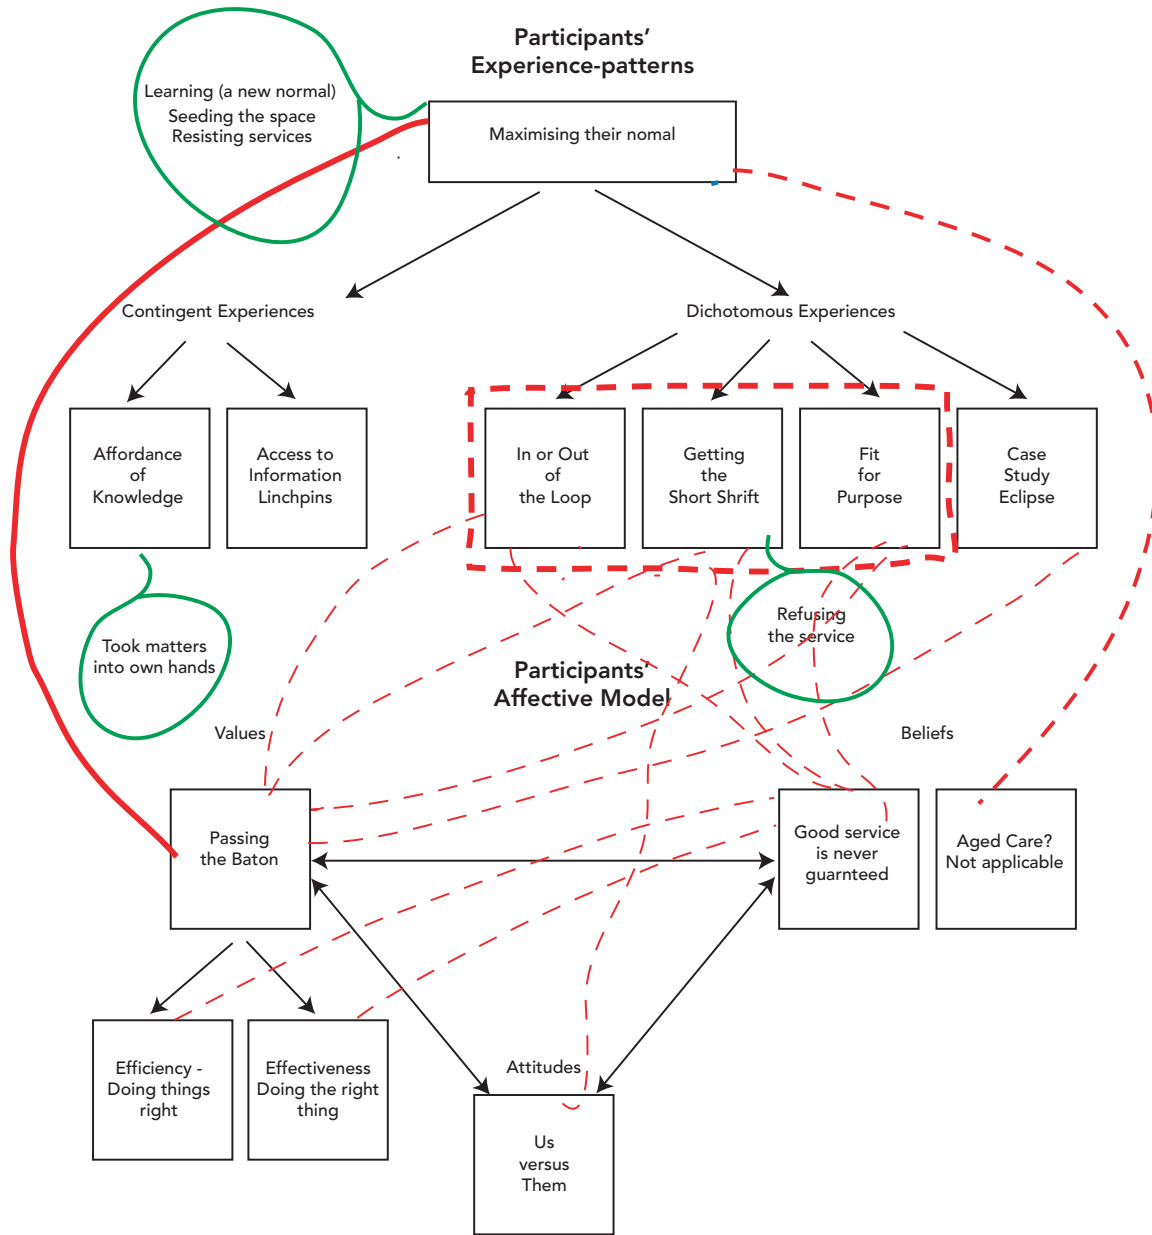 Participants'
Experience-patterns
Learning (a new normal)
Seeding the space
Resisting services
Maximising their nomal
Contingent Experiences
Dichotomous Experiences
Affordance
of
Knowledge
Access to
Information
Linchpins
In or Out
of
the Loop
Getting
the
Short Shrift
Fit
for
Purpose
Case
Study
Eclipse
Took matters
into own hands
Refusing
the service
Participants'
Affective Model
Values
Beliefs
Passing
the Baton
Good service
is never
guarnteed
Aged Care?
Not applicable
Efficiency -
Doing things
right
Effectiveness
Doing the right
thing
Attitudes
Us
versus
Them